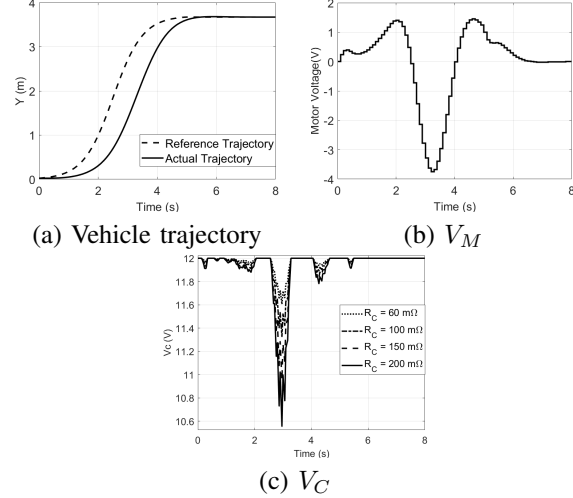 4
3
2
1
0
Y (m)
0 2 4 6 8
Time (s)
Reference Trajectory
Actual Trajectory
(a) Vehicle trajectory
2
1
0
-1
-2
-3
-4
Motor Voltage(V)
0 2 4 6 8
Time (s)
(b) V_M
12
11.8
11.6
11.4
11.2
11
10.8
10.6
Vc (V)
0 2 4 6 8
Time (s)
R_C = 60 mΩ
R_C = 100 mΩ
R_C = 150 mΩ
R_C = 200 mΩ
(c) V_C